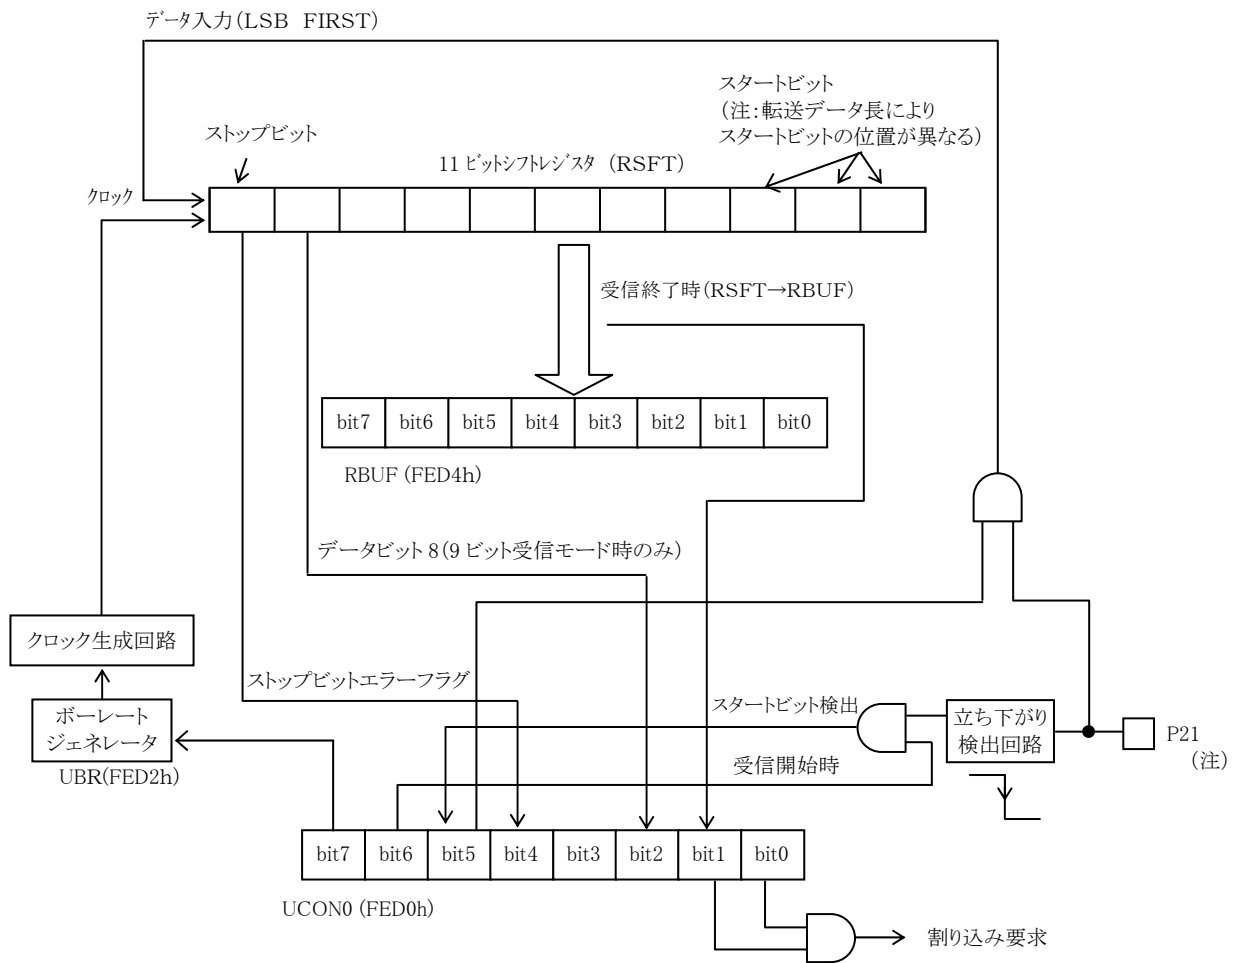 データ入力(LSB FIRST)
スタートビット
(注:転送データ長により
スタートビットの位置が異なる)
ストップビット
11 ビットシフトレジスタ (RSFT)
クロック
受信終了時(RSFT→RBUF)
bit7 bit6 bit5 bit4 bit3 bit2 bit1 bit0
RBUF (FED4h)
データビット 8(9 ビット受信モード時のみ)
クロック生成回路
ストップビットエラーフラグ
スタートビット検出
ボーレート
ジェネレータ
立ち下がり
検出回路
P21
(注)
UBR(FED2h)
受信開始時
bit7 bit6 bit5 bit4 bit3 bit2 bit1 bit0
UCON0 (FED0h)
割り込み要求